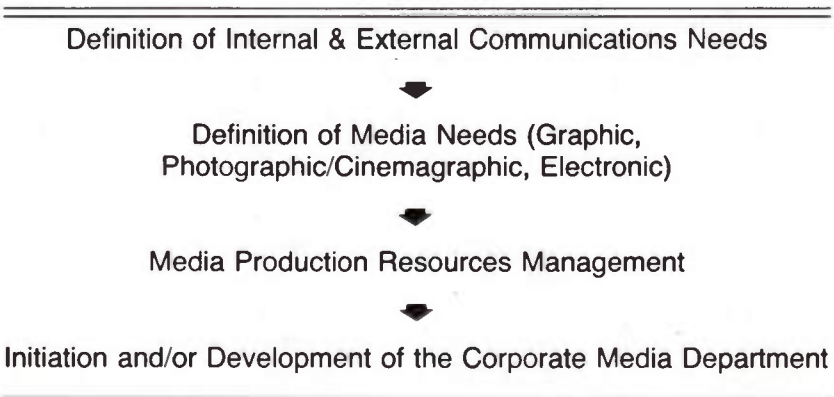 Definition of Internal & External Communications Needs
Definition of Media Needs (Graphic,
Photographic/Cinemagraphic, Electronic)
Media Production Resources Management
Initiation and/or Development of the Corporate Media Department